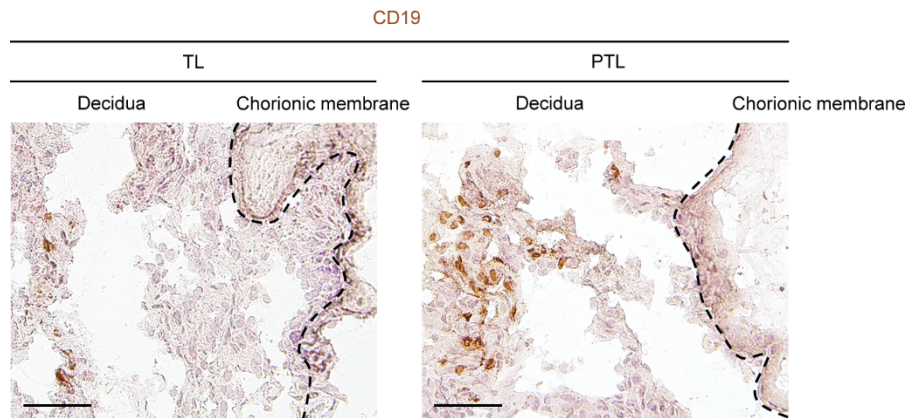 CD19
TL
PTL
Decidua
Chorionic membrane
Decidua
Chorionic membrane